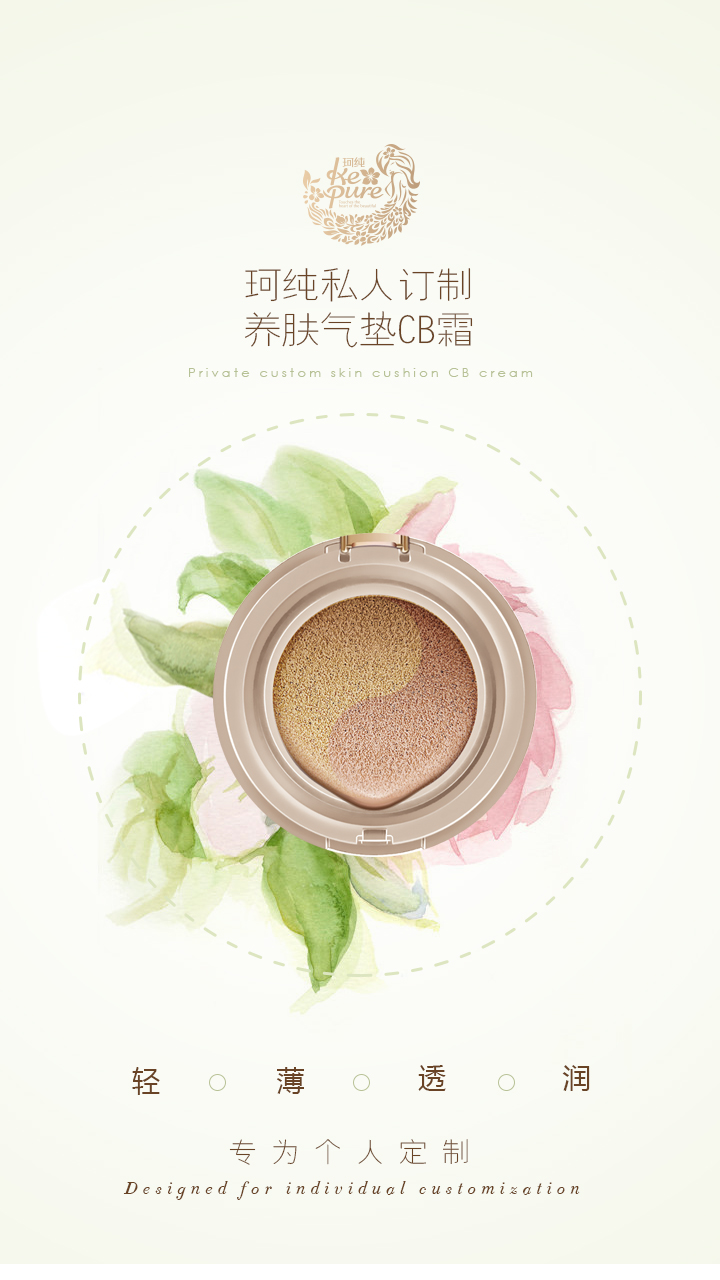 珂纯
Ke
pure
珂纯私人订制
养肤气垫CB霜
Private custom skin cushion CB cream
轻 薄 透 润
专为个人定制
Designed for individual customization